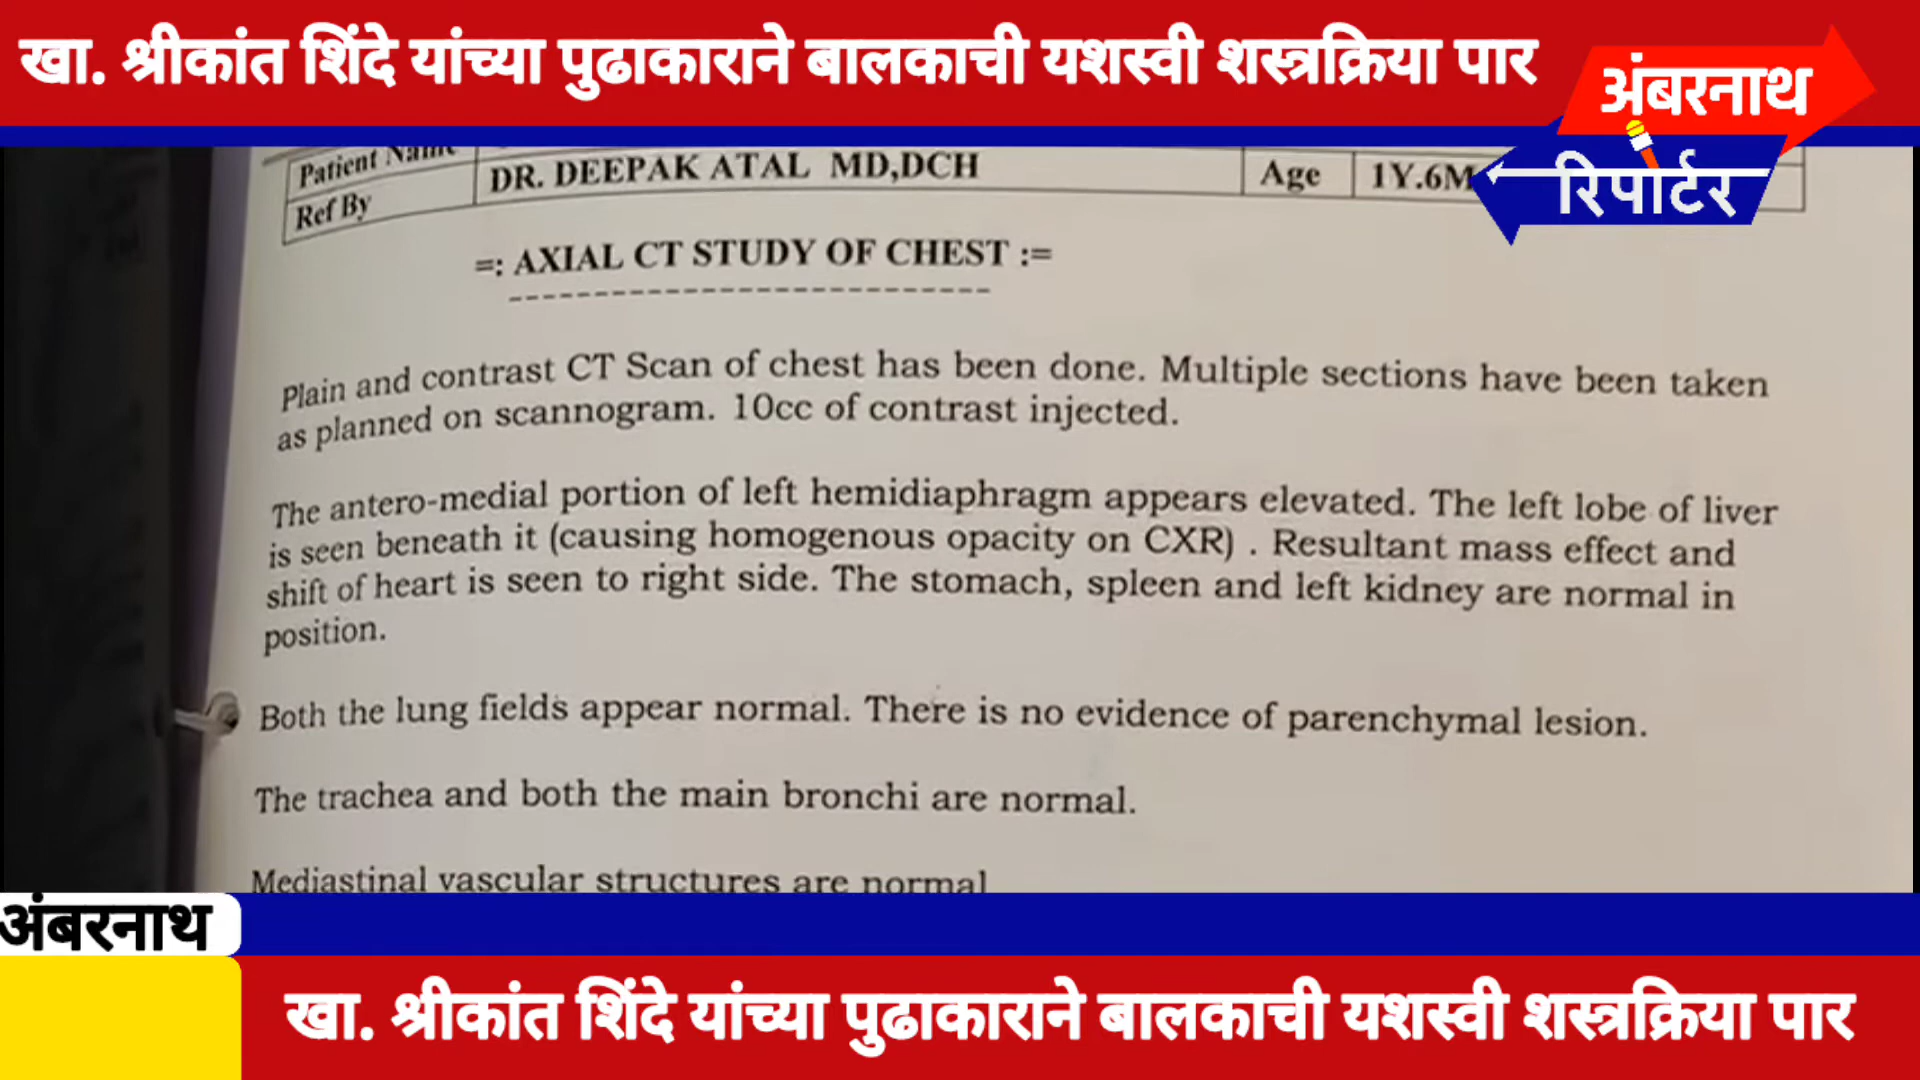 खा. श्रीकांत शिंदे यांच्या पुढाकाराने बालकाची यशस्वी शस्त्रक्रिया पार
अंबरनाथ
रिपोर्टर
Patient Name
Ref By DR. DEEPAK ATAL MD,DCH Age 1Y.6M
=: AXIAL CT STUDY OF CHEST :=
Plain and contrast CT Scan of chest has been done. Multiple sections have been taken
as planned on scannogram. 10cc of contrast injected.
The antero-medial portion of left hemidiaphragm appears elevated. The left lobe of liver
is seen beneath it (causing homogenous opacity on CXR) . Resultant mass effect and
shift of heart is seen to right side. The stomach, spleen and left kidney are normal in
position.
Both the lung fields appear normal. There is no evidence of parenchymal lesion.
The trachea and both the main bronchi are normal.
Mediastinal vascular structures are normal
अंबरनाथ
खा. श्रीकांत शिंदे यांच्या पुढाकाराने बालकाची यशस्वी शस्त्रक्रिया पार